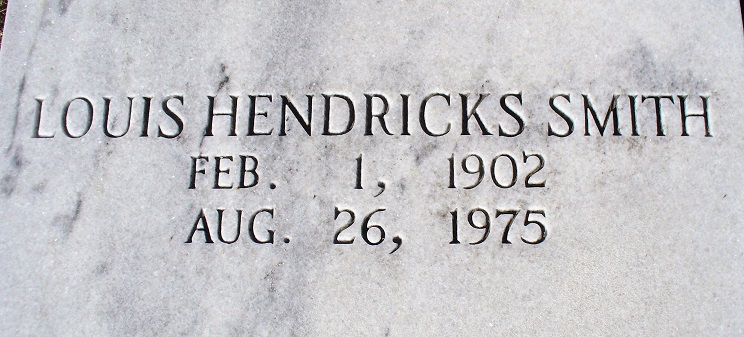 LOUIS HENDRICKS SMITH
FEB. 1, 1902
AUG. 26, 1975